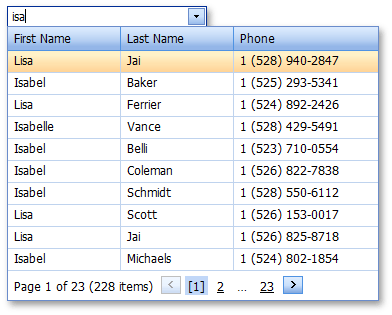 isa
First Name Last Name Phone
Lisa Jai 1 (528) 940-2847
Isabel Baker 1 (525) 293-5341
Lisa Ferrier 1 (524) 892-2426
Isabelle Vance 1 (528) 429-5491
Isabel Belli 1 (523) 710-0554
Isabel Coleman 1 (526) 822-7838
Isabel Schmidt 1 (528) 550-6112
Lisa Scott 1 (526) 153-0017
Lisa Jai 1 (526) 825-8718
Isabel Michaels 1 (524) 802-1854
Page 1 of 23 (228 items) [1] 2 ... 23